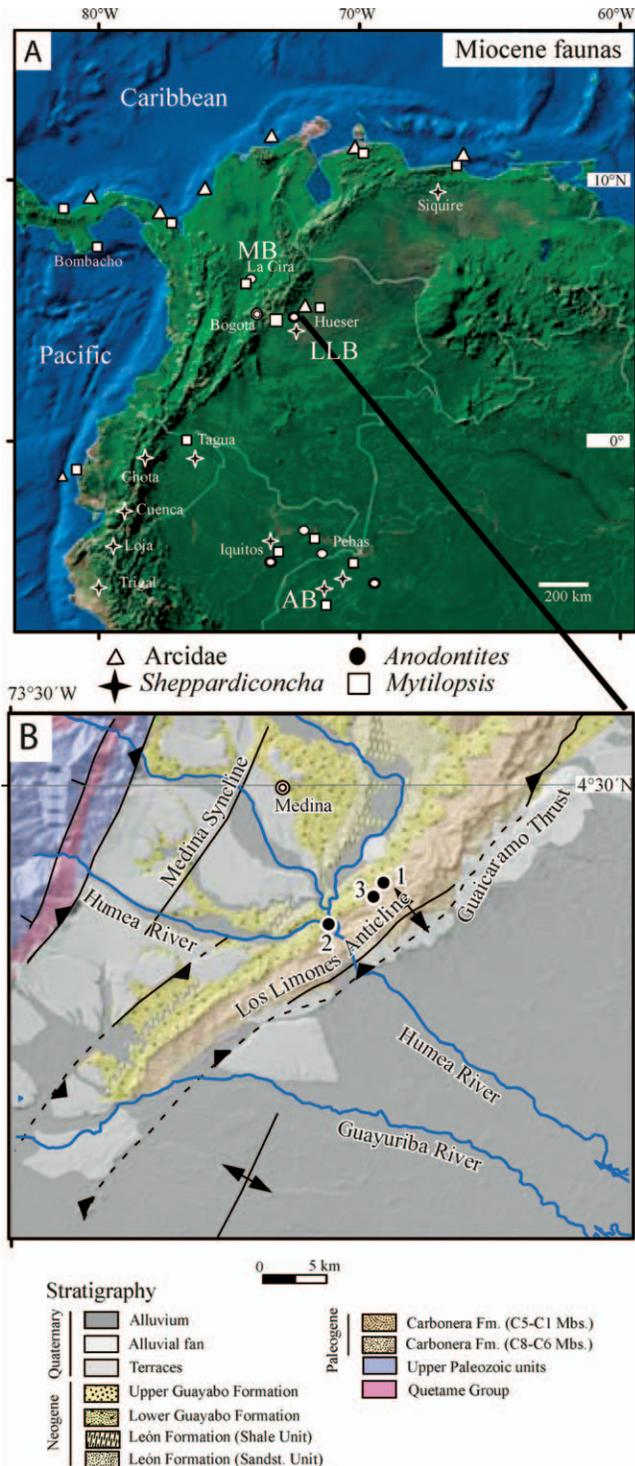 80°W 70°W 60°W
A
Miocene faunas
Caribbean
10°N
Siquire
Bombacho
MB
La Cira
Bogota
Hueser
LLB
Pacific
Tagua
0°
Chota
Cuenca
Loja
Iquitos
Pebas
Trigal
AB
200 km
Arcidae
Anodontites
Sheppardiconcha
Mytilopsis
73°30´W
B
4°30´N
Medina
Medina Syncline
Guaicaramo Thrust
1
3
2
Humea River
Los Limones Anticline
Humea River
Guayuriba River
0 5 km
Stratigraphy
Quaternary
Alluvium
Alluvial fan
Terraces
Neogene
Upper Guayabo Formation
Lower Guayabo Formation
León Formation (Shale Unit)
León Formation (Sandst. Unit)
Paleogene
Carbonera Fm. (C5-C1 Mbs.)
Carbonera Fm. (C8-C6 Mbs.)
Upper Paleozoic units
Quetame Group